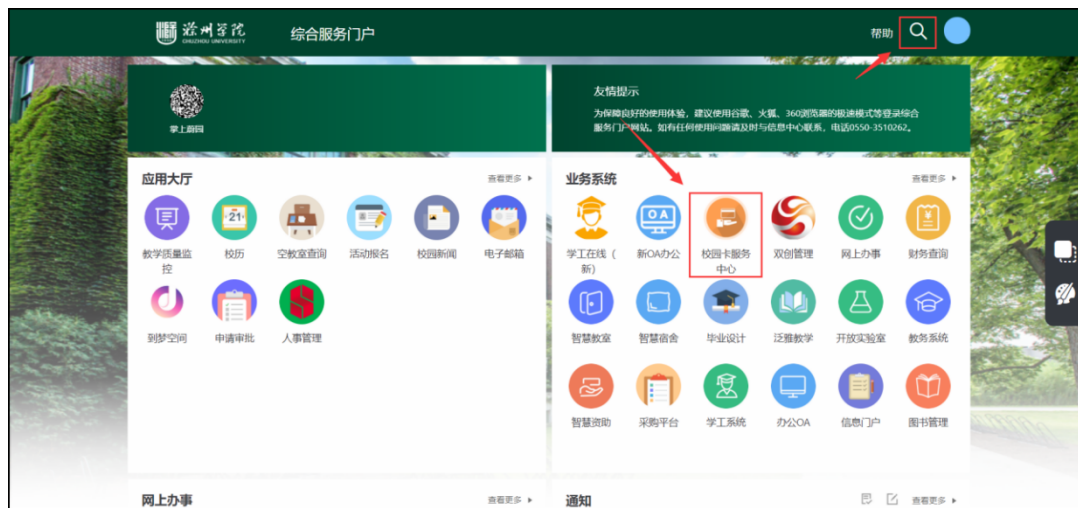 滁州学院
CHUZHOU UNIVERSITY
综合服务门户
帮助
掌上蔚园
友情提示
为保障良好的使用体验，建议使用谷歌、火狐、360浏览器的极速模式等登录综合
服务门户网站。如有任何使用问题请及时与信息中心联系，电话0550-3510262。
应用大厅
查看更多
教学质量监
控
21
校历
空教室查询
活动报名
校园新闻
电子邮箱
到梦空间
申请审批
人事管理
业务系统
查看更多
学工在线（
新）
OA
新OA办公
校园卡服务
中心
双创管理
网上办事
财务查询
智慧教室
智慧宿舍
毕业设计
泛雅教学
开放实验室
教务系统
智慧资助
采购平台
学工系统
办公OA
信息门户
图书管理
网上办事
查看更多
通知
查看更多